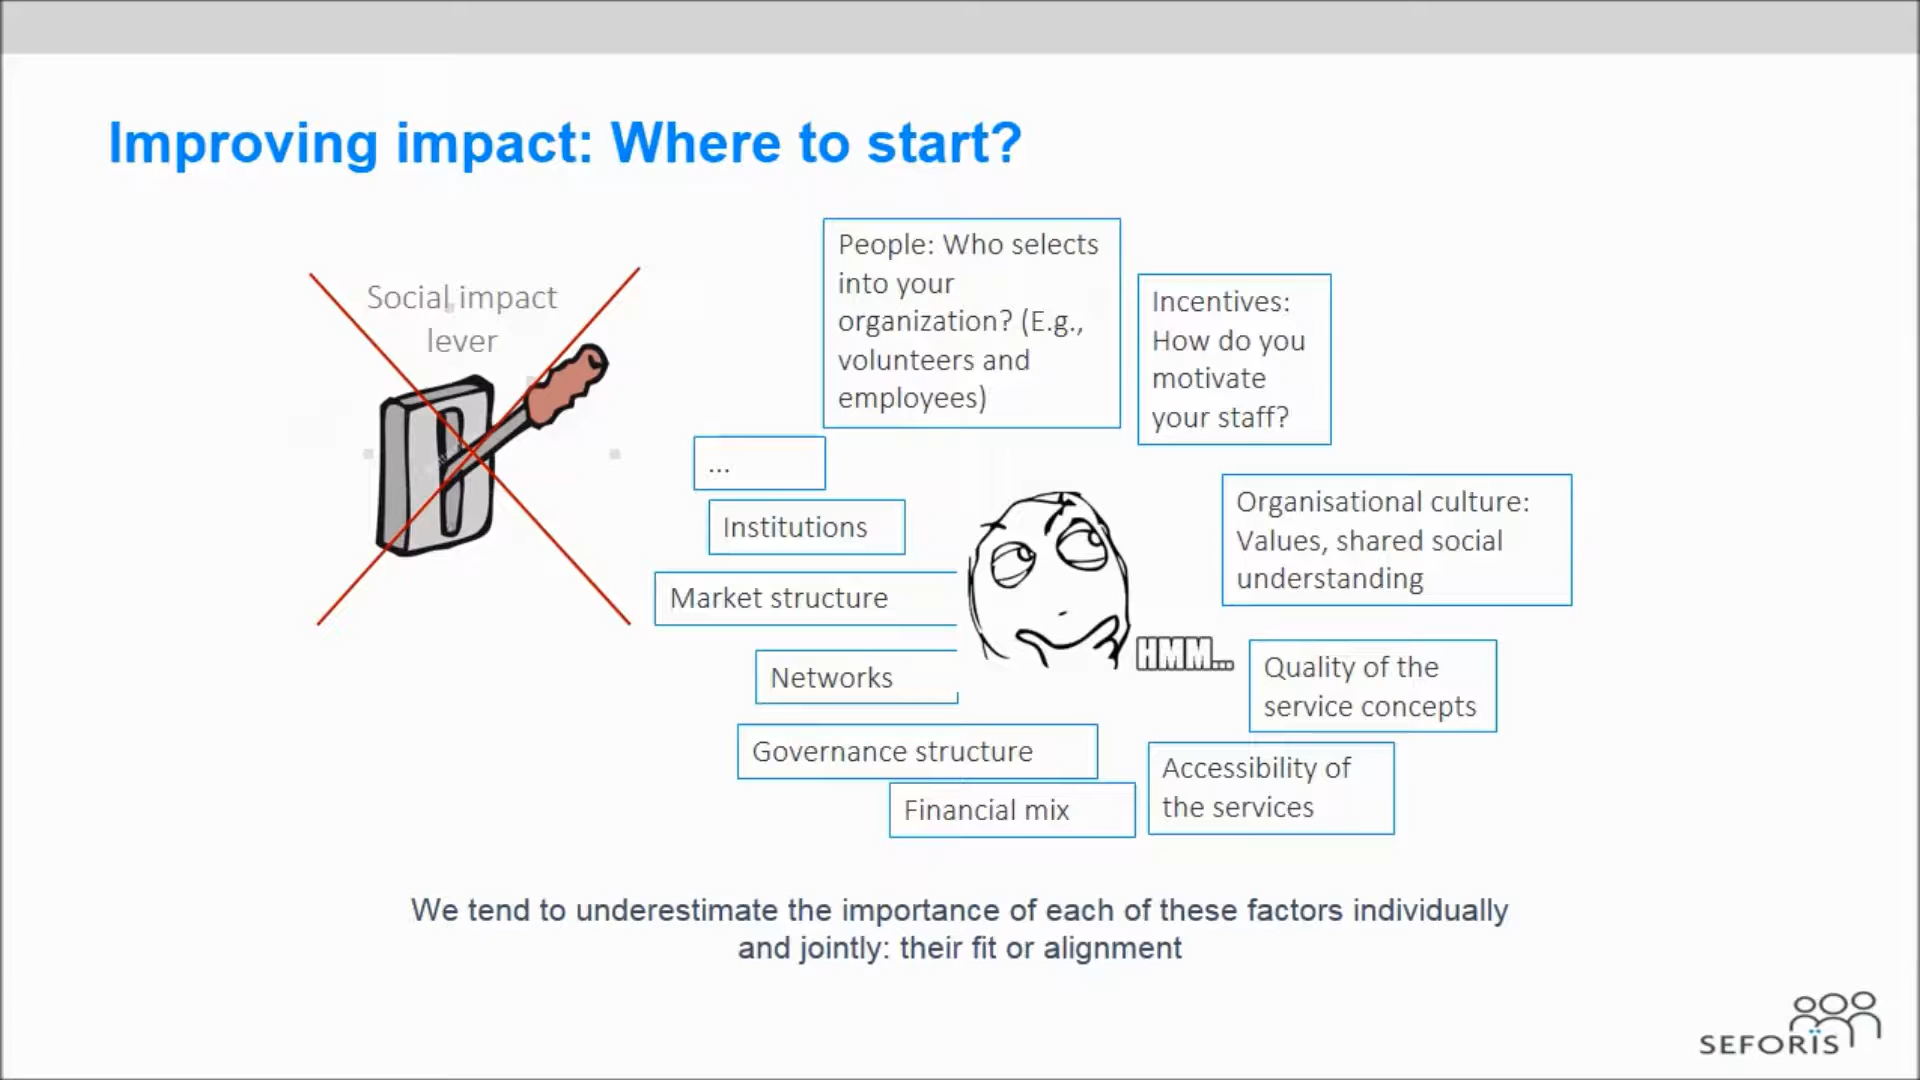 Improving impact: Where to start?
Social impact
lever
People: Who selects
into your
organization? (E.g.,
volunteers and
employees)
Incentives:
How do you
motivate
your staff?
...
Institutions
Market structure
Networks
Governance structure
Financial mix
Organisational culture:
Values, shared social
understanding
HMM...
Quality of the
service concepts
Accessibility of
the services
We tend to underestimate the importance of each of these factors individually
and jointly: their fit or alignment
SEFORÏS